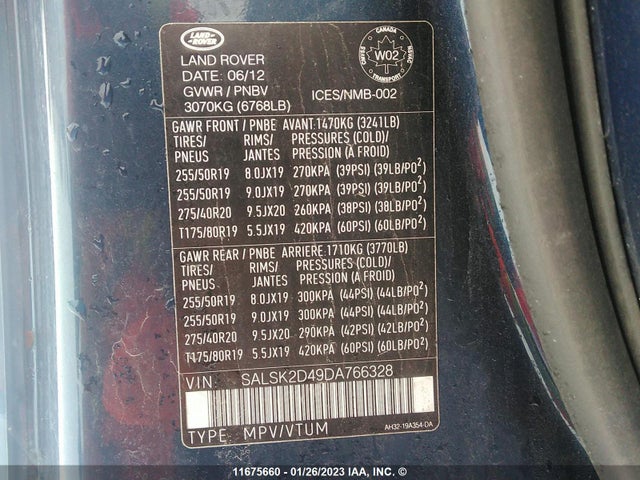 LAND
ROVER
LAND ROVER
DATE: 06/12
GVWR / PNBV
3070KG (6768LB)
ICES/NMB-002
CANADA
W02
GAWR FRONT / PNBE AVANT:1470KG (3241LB)
TIRES/ RIMS/ PRESSURES (COLD)/
PNEUS JANTES PRESSION (À FROID)
255/50R19 8.0JX19 270KPA (39PSI) (39LB/PO²)
255/50R19 9.0JX19 270KPA (39PSI) (39LB/PO²)
275/40R20 9.5JX20 260KPA (38PSI) (38LB/PO²)
T175/80R19 5.5JX19 420KPA (60PSI) (60LB/PO²)
GAWR REAR / PNBE ARRIERE:1710KG (3770LB)
TIRES/ RIMS/ PRESSURES (COLD)/
PNEUS JANTES PRESSION (À FROID)
255/50R19 8.0JX19 300KPA (44PSI) (44LB/PO²)
255/50R19 9.0JX19 300KPA (44PSI) (44LB/PO²)
275/40R20 9.5JX20 290KPA (42PSI) (42LB/PO²)
T175/80R19 5.5JX19 420KPA (60PSI) (60LB/PO²)
VIN: SALSK2D49DA766328
TYPE: MPV/VTUM
AH32-19A354-DA
11675660 - 01/26/2023 IAA, Inc. ©